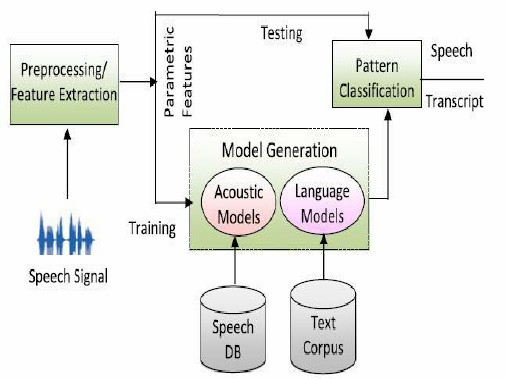 Preprocessing/
Feature Extraction
Parametric
Features
Testing
Pattern
Classification
Speech
Transcript
Model Generation
Acoustic
Models
Language
Models
Training
Speech Signal
Speech
DB
Text
Corpus